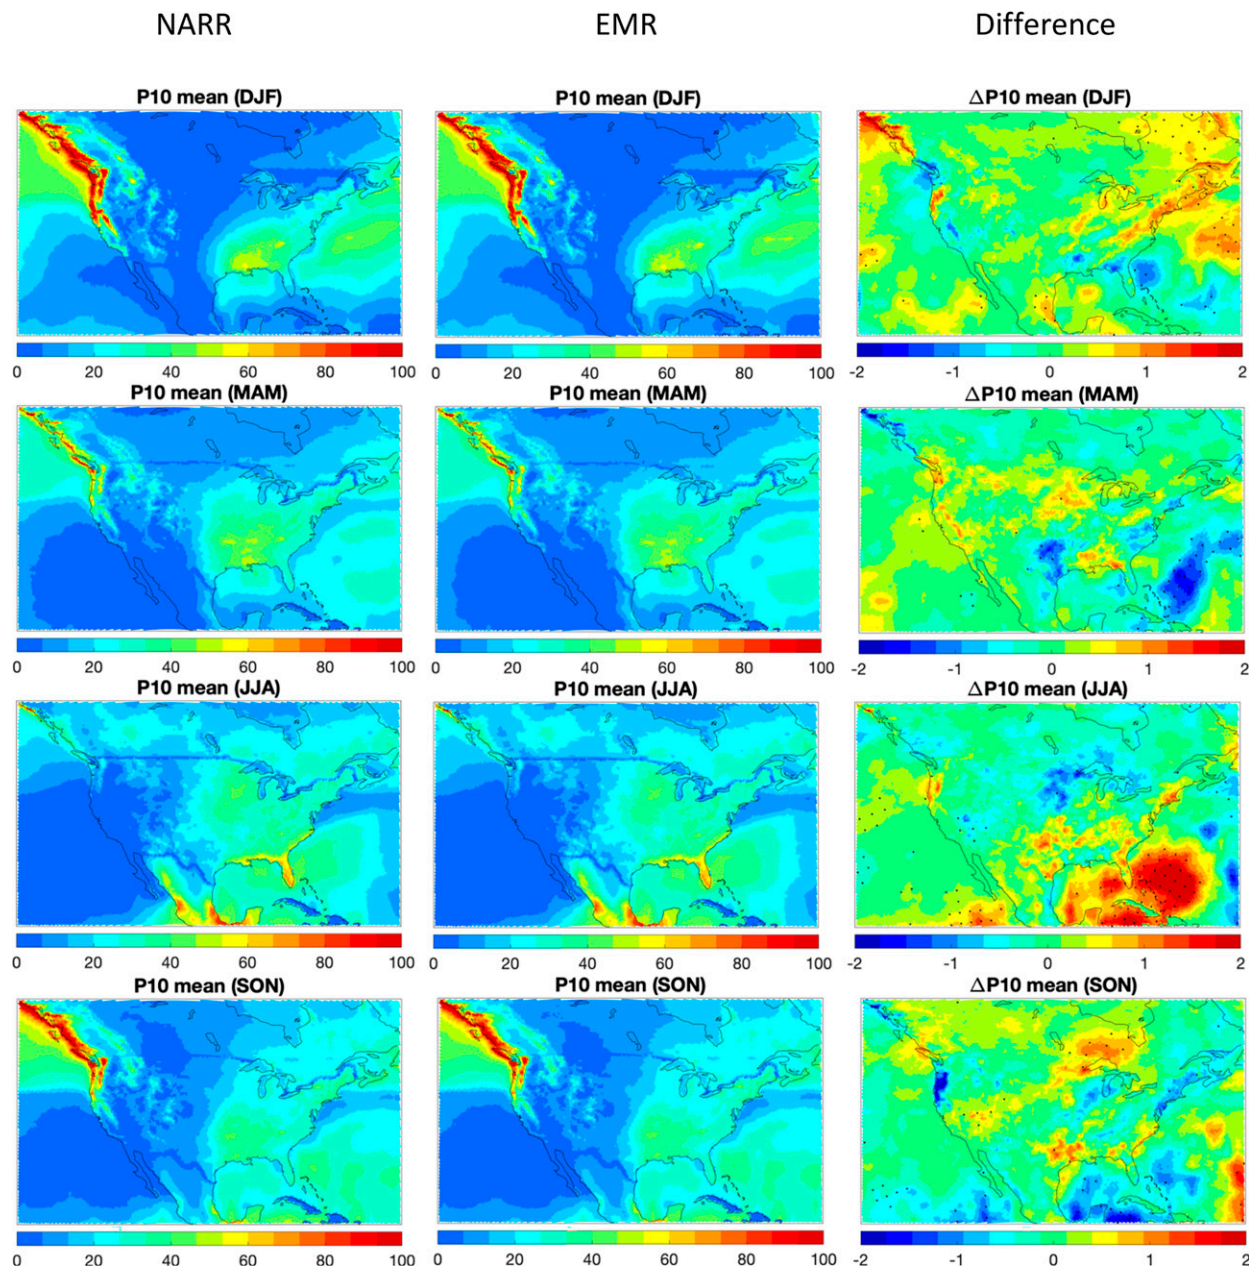 NARR EMR Difference
P10 mean (DJF) P10 mean (DJF) △P10 mean (DJF)
0 20 40 60 80 100 0 20 40 60 80 100 -2 -1 0 1 2
P10 mean (MAM) P10 mean (MAM) △P10 mean (MAM)
0 20 40 60 80 100 0 20 40 60 80 100 -2 -1 0 1 2
P10 mean (JJA) P10 mean (JJA) △P10 mean (JJA)
0 20 40 60 80 100 0 20 40 60 80 100 -2 -1 0 1 2
P10 mean (SON) P10 mean (SON) △P10 mean (SON)
0 20 40 60 80 100 0 20 40 60 80 100 -2 -1 0 1 2